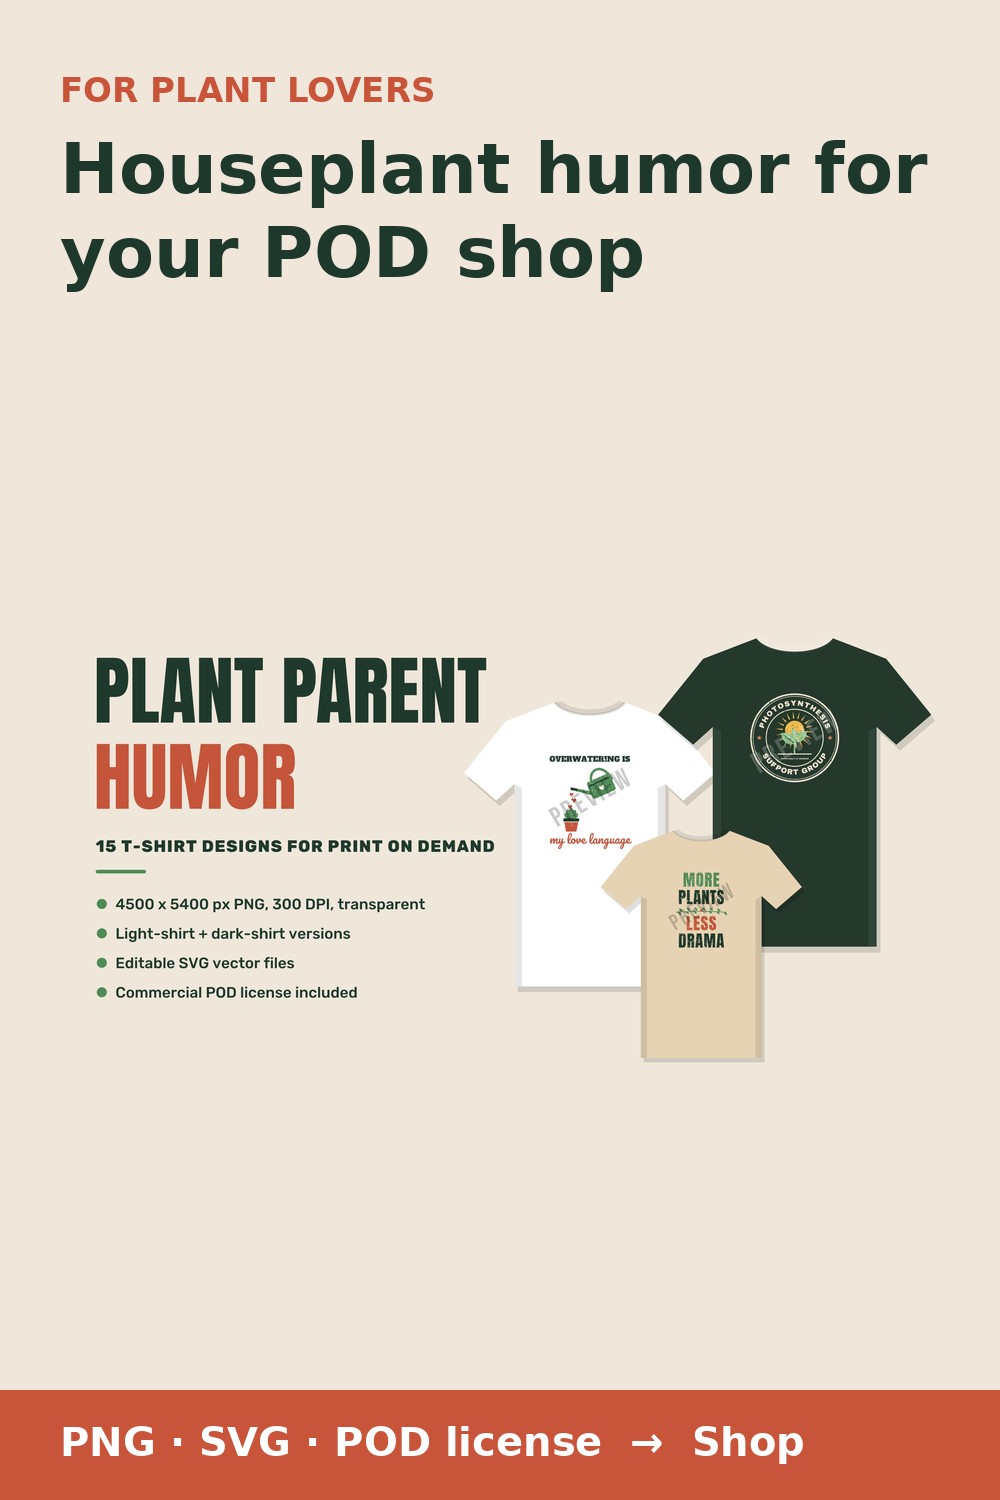 FOR PLANT LOVERS
Houseplant humor for
your POD shop
PLANT PARENT
HUMOR
15 T-SHIRT DESIGNS FOR PRINT ON DEMAND
4500 x 5400 px PNG, 300 DPI, transparent
Light-shirt + dark-shirt versions
Editable SVG vector files
Commercial POD license included
OVERWATERING IS
PREVIEW
my love language
PHOTOSYNTHESIS
PREVIEW
SUPPORT GROUP
MORE
PLANTS
PREVIEW
LESS
DRAMA
PNG · SVG · POD license → Shop